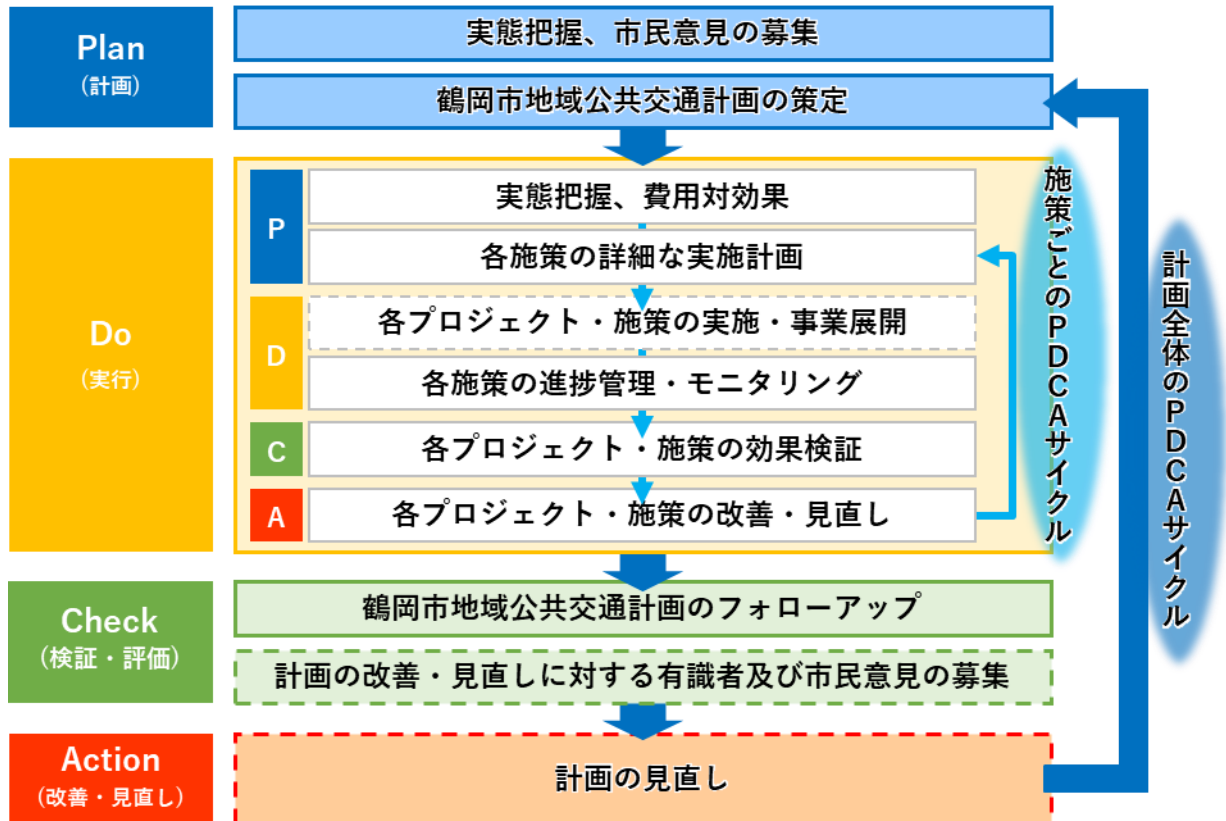 Plan
(計画)
実態把握、市民意見の募集
鶴岡市地域公共交通計画の策定
Do
(実行)
P
実態把握、費用対効果
各施策の詳細な実施計画
D
各プロジェクト・施策の実施・事業展開
各施策の進捗管理・モニタリング
C
各プロジェクト・施策の効果検証
A
各プロジェクト・施策の改善・見直し
施策ごとのPDCAサイクル
計画全体のPDCAサイクル
Check
(検証・評価)
鶴岡市地域公共交通計画のフォローアップ
計画の改善・見直しに対する有識者及び市民意見の募集
Action
(改善・見直し)
計画の見直し